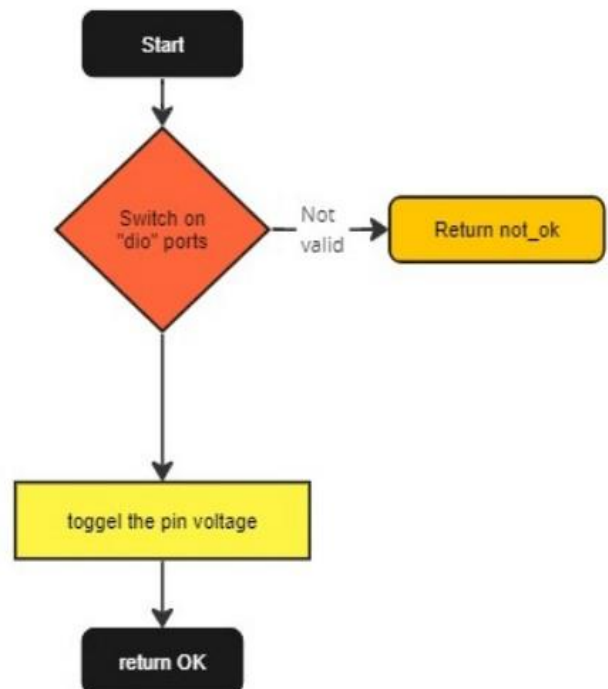 Start
Switch on
"dio" ports
Not
valid
Return not_ok
toggel the pin voltage
return OK